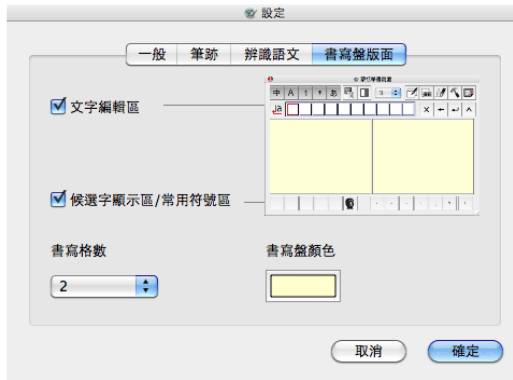 設定
一般 筆跡 辨識語文 書寫盤版面
文字編輯區
中 A 1
候選字顯示區/常用符號區
書寫格數 書寫盤顏色
2
取消 確定